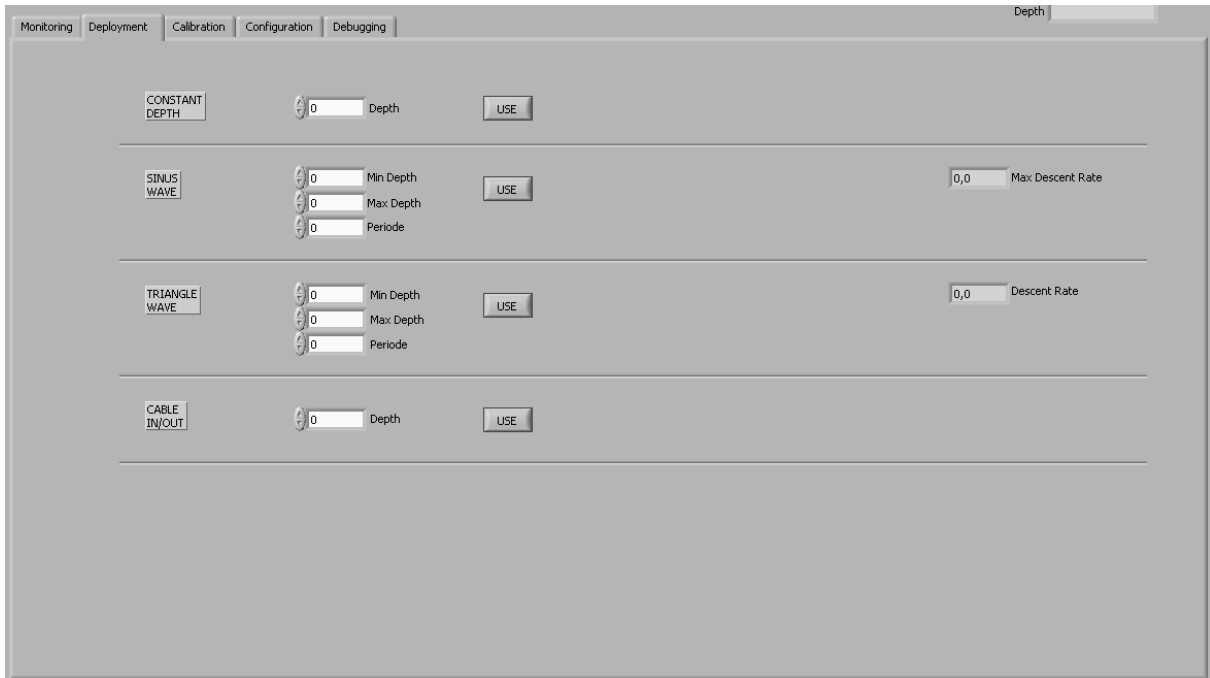 Depth
Monitoring Deployment Calibration Configuration Debugging
CONSTANT
DEPTH
0 Depth USE
SINUS
WAVE
0 Min Depth
0 Max Depth
0 Periode
USE
0,0 Max Descent Rate
TRIANGLE
WAVE
0 Min Depth
0 Max Depth
0 Periode
USE
0,0 Descent Rate
CABLE
IN/OUT
0 Depth USE